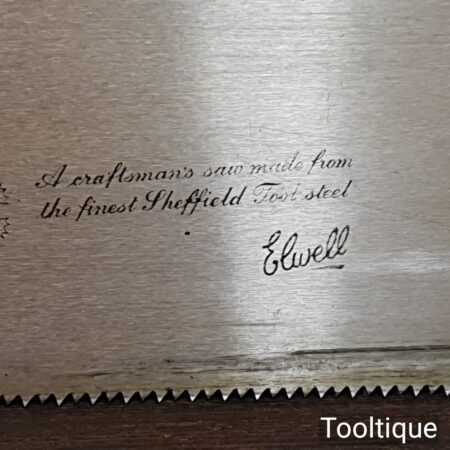 A craftsman's saw made from
the finest Sheffield Tool steel
Elwell
Tooltique